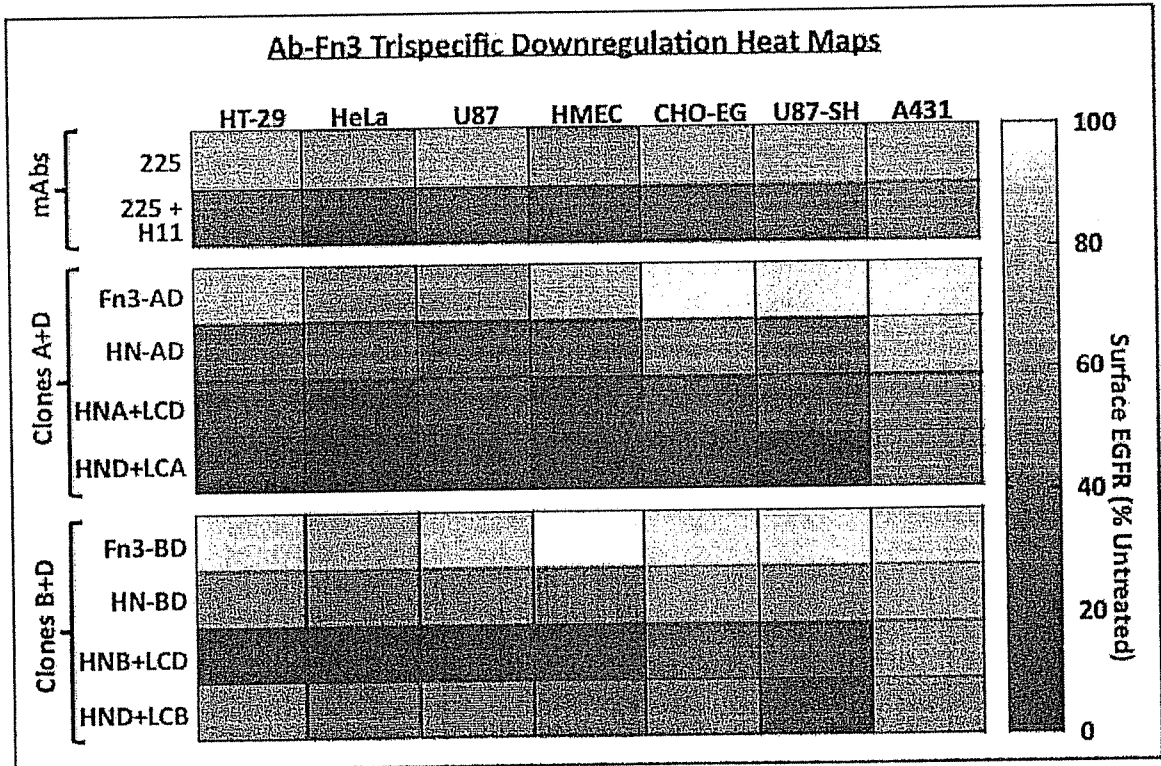 Ab-Fn3 Trispecific Downregulation Heat Maps
HT-29 HeLa U87 HMEC CHO-EG U87-SH A431
mAbs
225
225 +
H11
Clones A+D
Fn3-AD
HN-AD
HNA+LCD
HND+LCA
Clones B+D
Fn3-BD
HN-BD
HNB+LCD
HND+LCB
100
80
60
40
20
0
Surface EGFR (% Untreated)